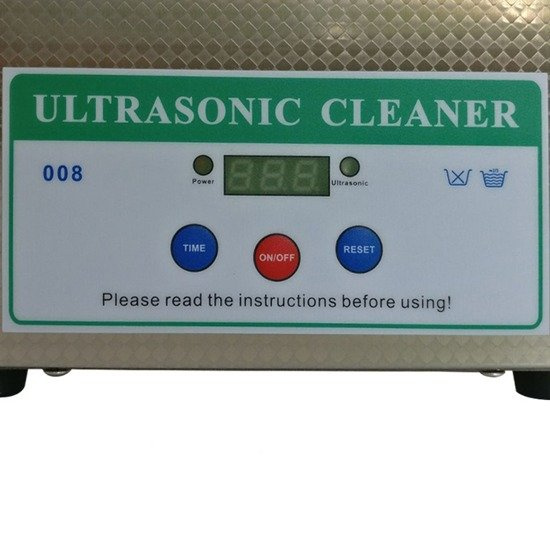 ULTRASONIC CLEANER
008
Power
Ultrasonic
TIME
ON/OFF
RESET
Please read the instructions before using!